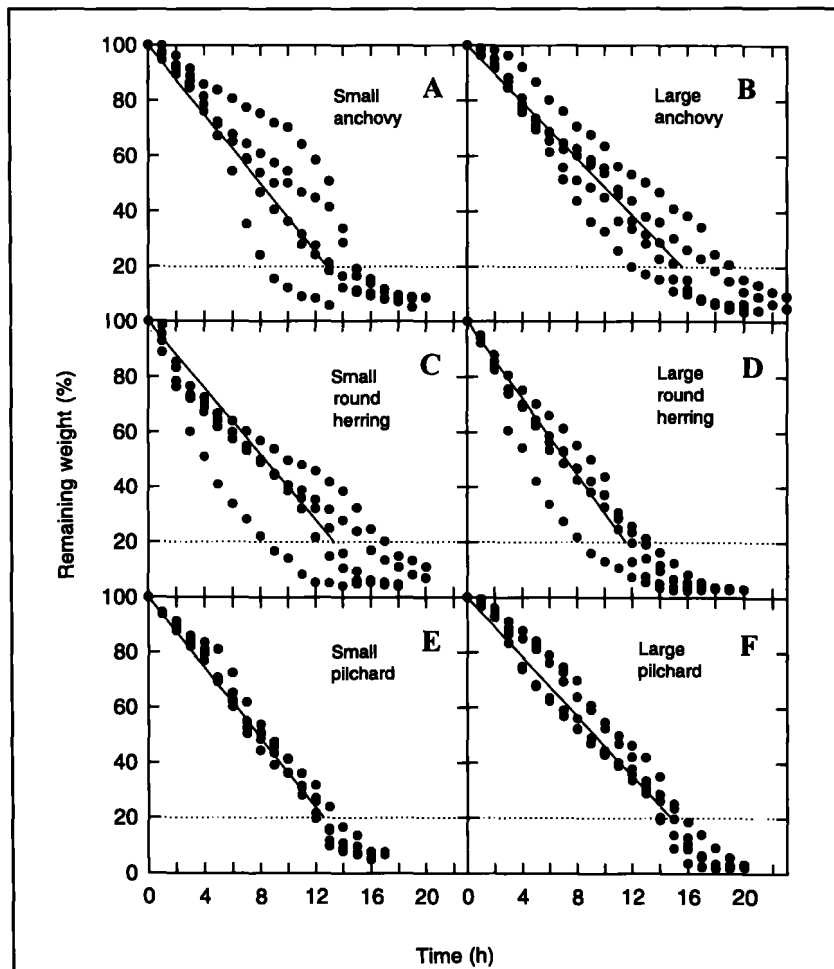 100
80
60
40
20
Small
anchovy
A
Large
anchovy
B
100
80
60
40
20
Small
round
herring
C
Large
round
herring
D
100
80
60
40
20
0
Small
pilchard
E
Large
pilchard
F
0 4 8 12 16 20 0 4 8 12 16 20
Remaining weight (%)
Time (h)